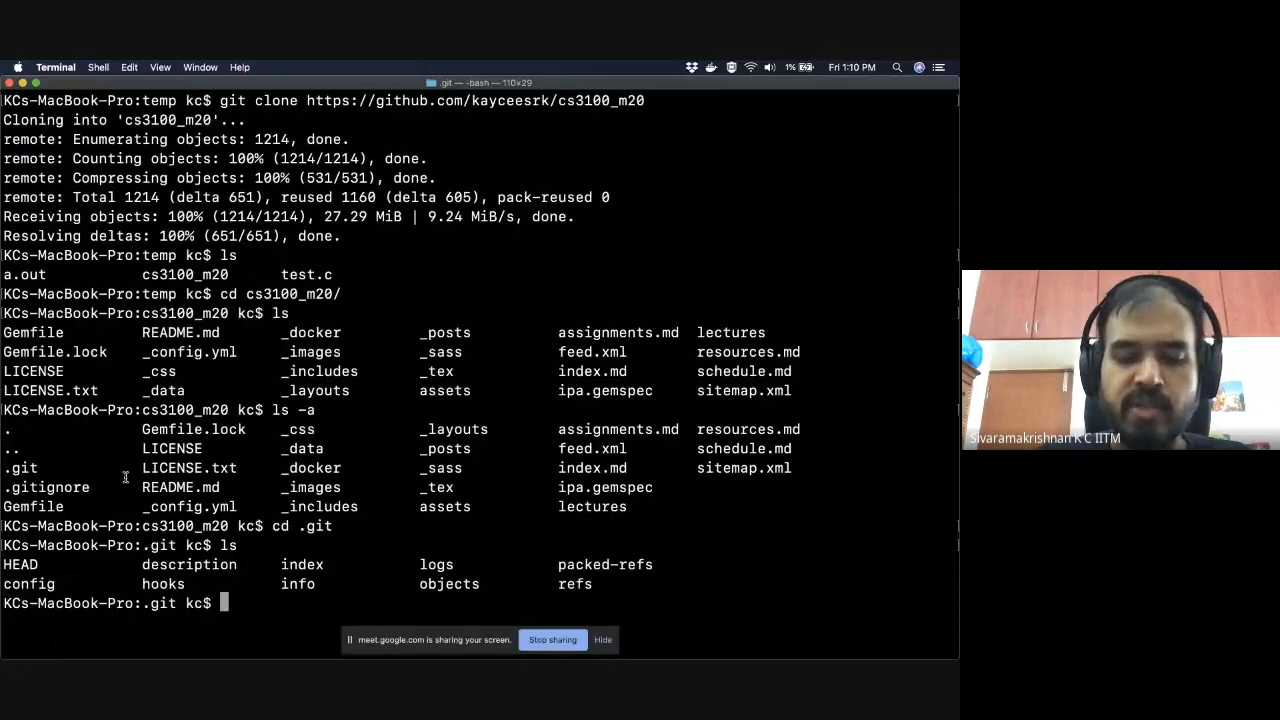 Terminal Shell Edit View Window Help 1% Fri 1:10 PM
.git — -bash — 110×29
KCs-MacBook-Pro:temp kc$ git clone https://github.com/kayceesrk/cs3100_m20
Cloning into 'cs3100_m20'...
remote: Enumerating objects: 1214, done.
remote: Counting objects: 100% (1214/1214), done.
remote: Compressing objects: 100% (531/531), done.
remote: Total 1214 (delta 651), reused 1160 (delta 605), pack-reused 0
Receiving objects: 100% (1214/1214), 27.29 MiB | 9.24 MiB/s, done.
Resolving deltas: 100% (651/651), done.
KCs-MacBook-Pro:temp kc$ ls
a.out cs3100_m20 test.c
KCs-MacBook-Pro:temp kc$ cd cs3100_m20/
KCs-MacBook-Pro:cs3100_m20 kc$ ls
Gemfile README.md _docker _posts assignments.md lectures
Gemfile.lock _config.yml _images _sass feed.xml resources.md
LICENSE _css _includes _tex index.md schedule.md
LICENSE.txt _data _layouts assets ipa.gemspec sitemap.xml
KCs-MacBook-Pro:cs3100_m20 kc$ ls -a
. Gemfile.lock _css _layouts assignments.md resources.md
.. LICENSE _data _posts feed.xml schedule.md
.git LICENSE.txt _docker _sass index.md sitemap.xml
.gitignore README.md _images _tex ipa.gemspec
Gemfile _config.yml _includes assets lectures
KCs-MacBook-Pro:cs3100_m20 kc$ cd .git
KCs-MacBook-Pro:.git kc$ ls
HEAD description index logs packed-refs
config hooks info objects refs
KCs-MacBook-Pro:.git kc$
meet.google.com is sharing your screen. Stop sharing Hide
Sivaramakrishnan K C IITM